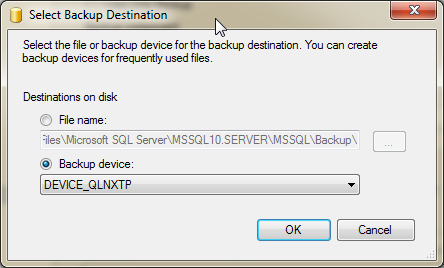 Select Backup Destination
Select the file or backup device for the backup destination. You can create
backup devices for frequently used files.
Destinations on disk
File name:
Files\Microsoft SQL Server\MSSQL10.SERVER\MSSQL\Backup\
...
Backup device:
DEVICE_QLNXTP
OK
Cancel